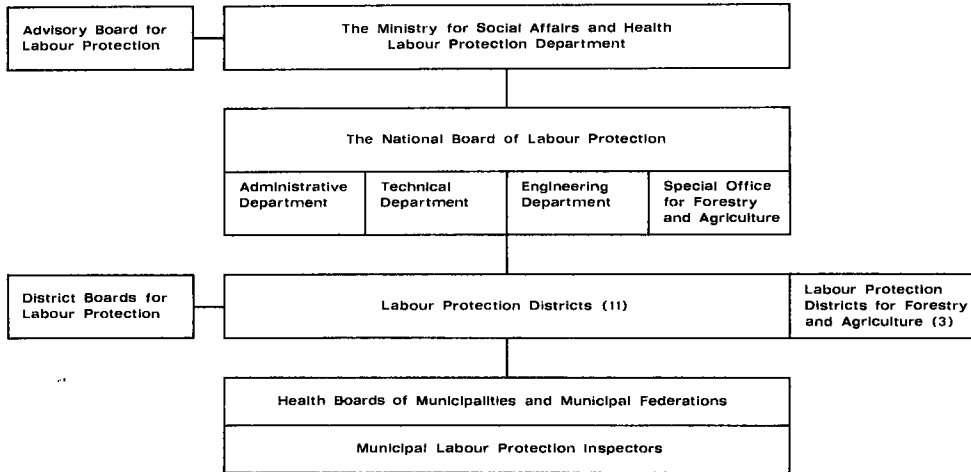 Advisory Board for
Labour Protection
The Ministry for Social Affairs and Health
Labour Protection Department
The National Board of Labour Protection
Administrative
Department
Technical
Department
Engineering
Department
Special Office
for Forestry
and Agriculture
District Boards for
Labour Protection
Labour Protection Districts (11)
Labour Protection
Districts for Forestry
and Agriculture (3)
Health Boards of Municipalities and Municipal Federations
Municipal Labour Protection Inspectors